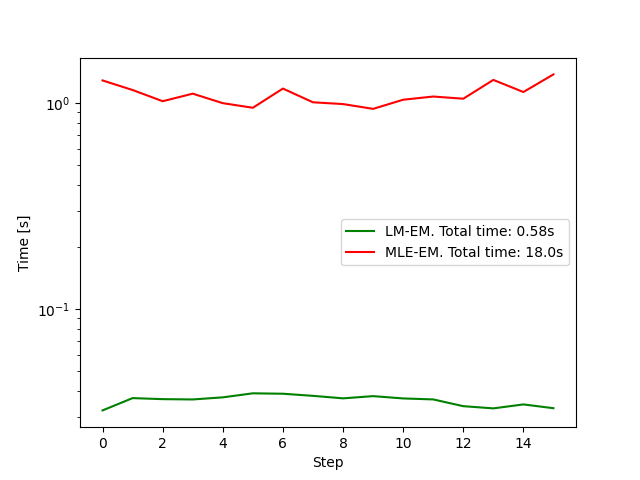 10⁰
10⁻¹
Time [s]
LM-EM. Total time: 0.58s
MLE-EM. Total time: 18.0s
0 2 4 6 8 10 12 14
Step